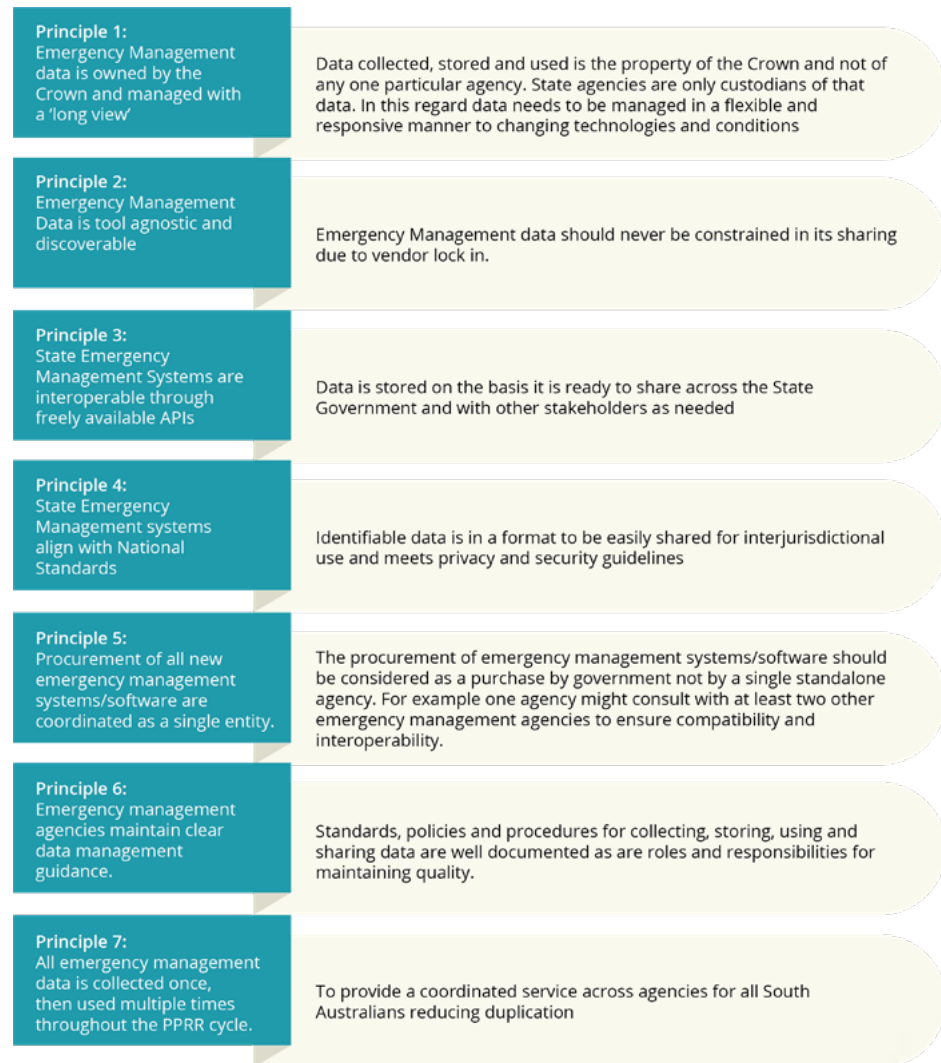 Principle 1:
Emergency Management
data is owned by the
Crown and managed with
a ‘long view’
Data collected, stored and used is the property of the Crown and not of
any one particular agency. State agencies are only custodians of that
data. In this regard data needs to be managed in a flexible and
responsive manner to changing technologies and conditions
Principle 2:
Emergency Management
Data is tool agnostic and
discoverable
Emergency Management data should never be constrained in its sharing
due to vendor lock in.
Principle 3:
State Emergency
Management Systems are
interoperable through
freely available APIs
Data is stored on the basis it is ready to share across the State
Government and with other stakeholders as needed
Principle 4:
State Emergency
Management systems
align with National
Standards
Identifiable data is in a format to be easily shared for interjurisdictional
use and meets privacy and security guidelines
Principle 5:
Procurement of all new
emergency management
systems/software are
coordinated as a single entity.
The procurement of emergency management systems/software should
be considered as a purchase by government not by a single standalone
agency. For example one agency might consult with at least two other
emergency management agencies to ensure compatibility and
interoperability.
Principle 6:
Emergency management
agencies maintain clear
data management
guidance.
Standards, policies and procedures for collecting, storing, using and
sharing data are well documented as are roles and responsibilities for
maintaining quality.
Principle 7:
All emergency management
data is collected once,
then used multiple times
throughout the PPRR cycle.
To provide a coordinated service across agencies for all South
Australians reducing duplication